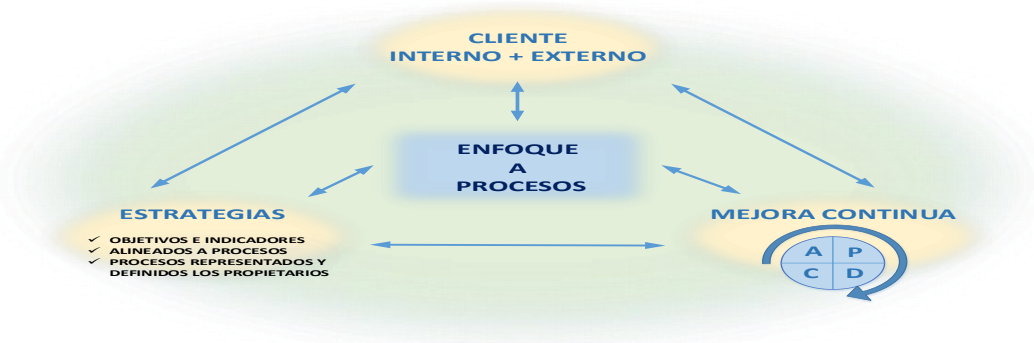 CLIENTE
INTERNO + EXTERNO
ENFOQUE
A
PROCESOS
ESTRATEGIAS
✓ OBJETIVOS E INDICADORES
✓ ALINEADOS A PROCESOS
✓ PROCESOS REPRESENTADOS Y
DEFINIDOS LOS PROPIETARIOS
MEJORA CONTINUA
A P
C D